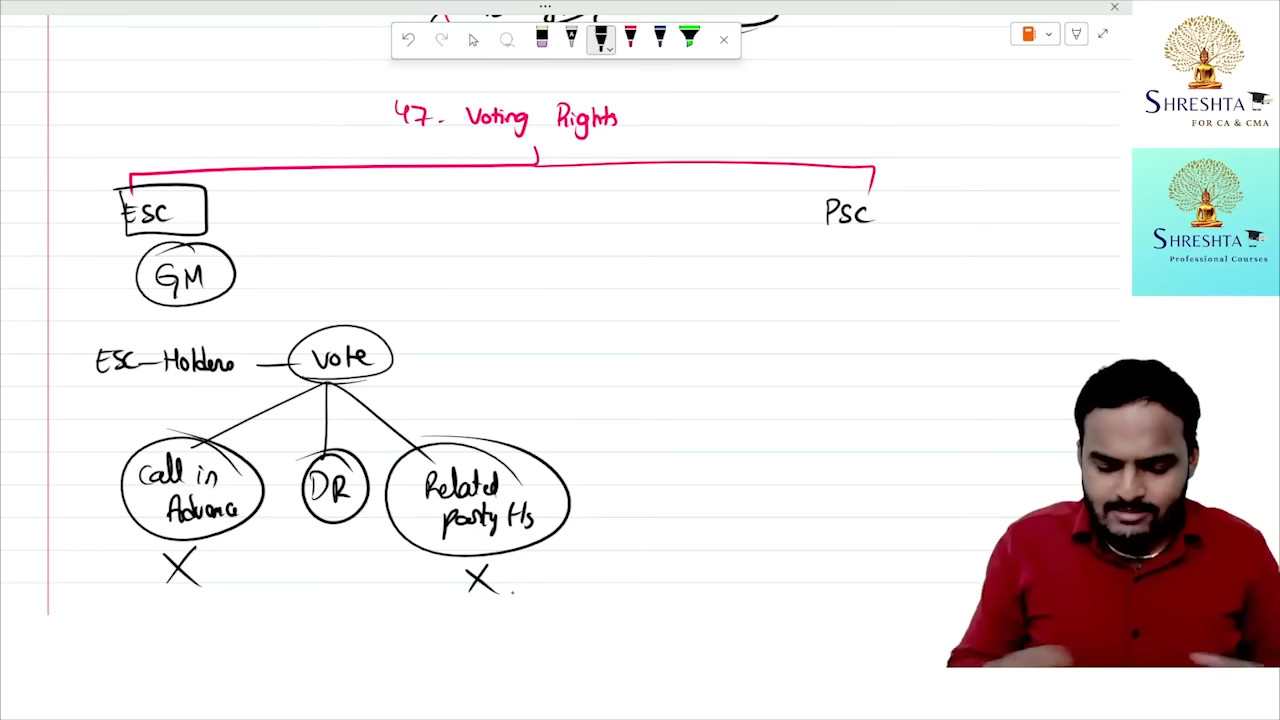 SHRESHTA
FOR CA & CMA
SHRESHTA
Professional Courses
47. Voting Rights
ESC
PSC
GM
ESC-Holders
Vote
Call in
Advance
DR
Related
party Hs
X
X